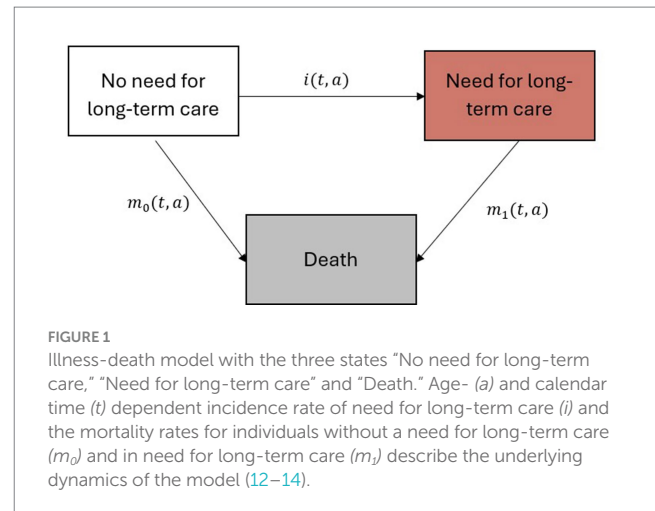 No need for
long-term care
i(t, a)
Need for long-
term care
m₀(t, a)
m₁(t, a)
Death
FIGURE 1
Illness-death model with the three states “No need for long-term
care,” “Need for long-term care” and “Death.” Age- (a) and calendar
time (t) dependent incidence rate of need for long-term care (i) and
the mortality rates for individuals without a need for long-term care
(m₀) and in need for long-term care (m₁) describe the underlying
dynamics of the model (12–14).